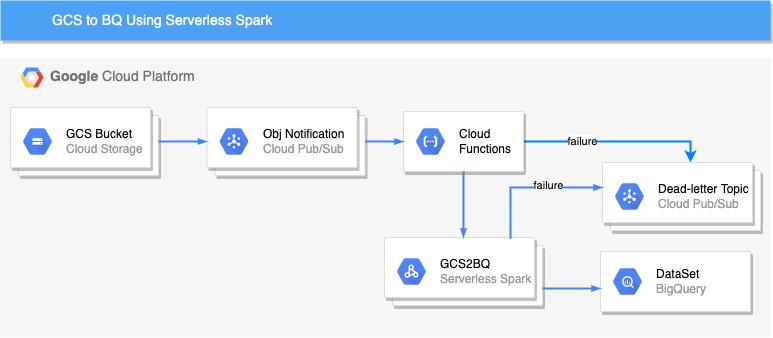 GCS to BQ Using Serverless Spark
Google Cloud Platform
GCS Bucket
Cloud Storage
Obj Notification
Cloud Pub/Sub
Cloud
Functions
failure
failure
Dead-letter Topic
Cloud Pub/Sub
GCS2BQ
Serverless Spark
DataSet
BigQuery